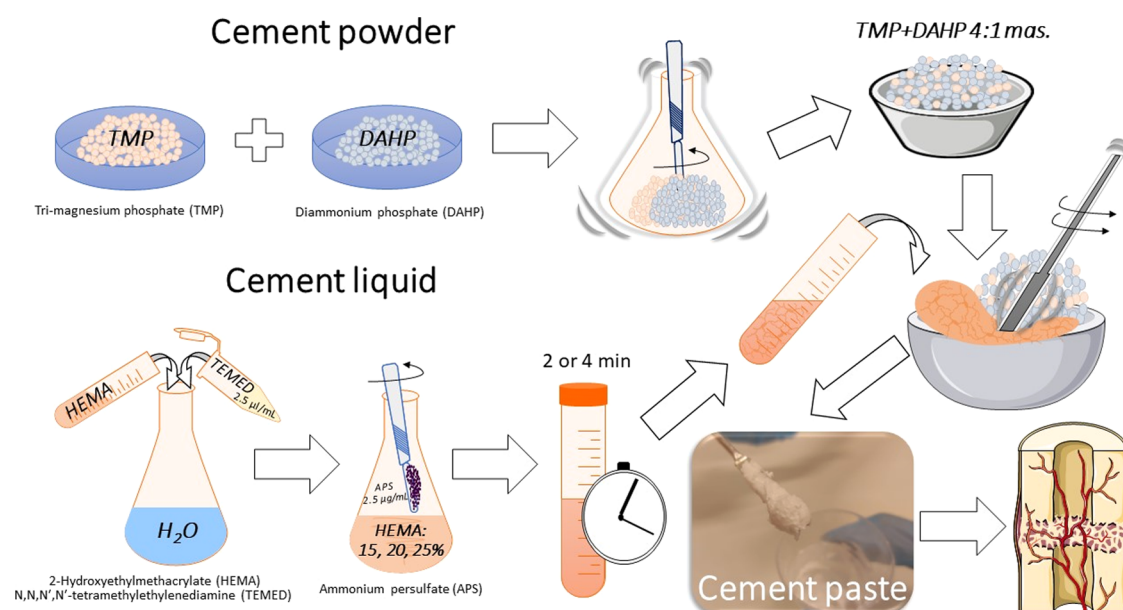 Cement powder
TMP+DAHP 4:1 mas.
TMP
DAHP
Tri-magnesium phosphate (TMP)
Diammonium phosphate (DAHP)
Cement liquid
2 or 4 min
HEMA
TEMED
2.5 µl/mL
APS
2.5 µg/mL
H₂O
HEMA:
15, 20, 25%
2-Hydroxyethylmethacrylate (HEMA)
N,N,N′,N′-tetramethylethylenediamine (TEMED)
Ammonium persulfate (APS)
Cement paste